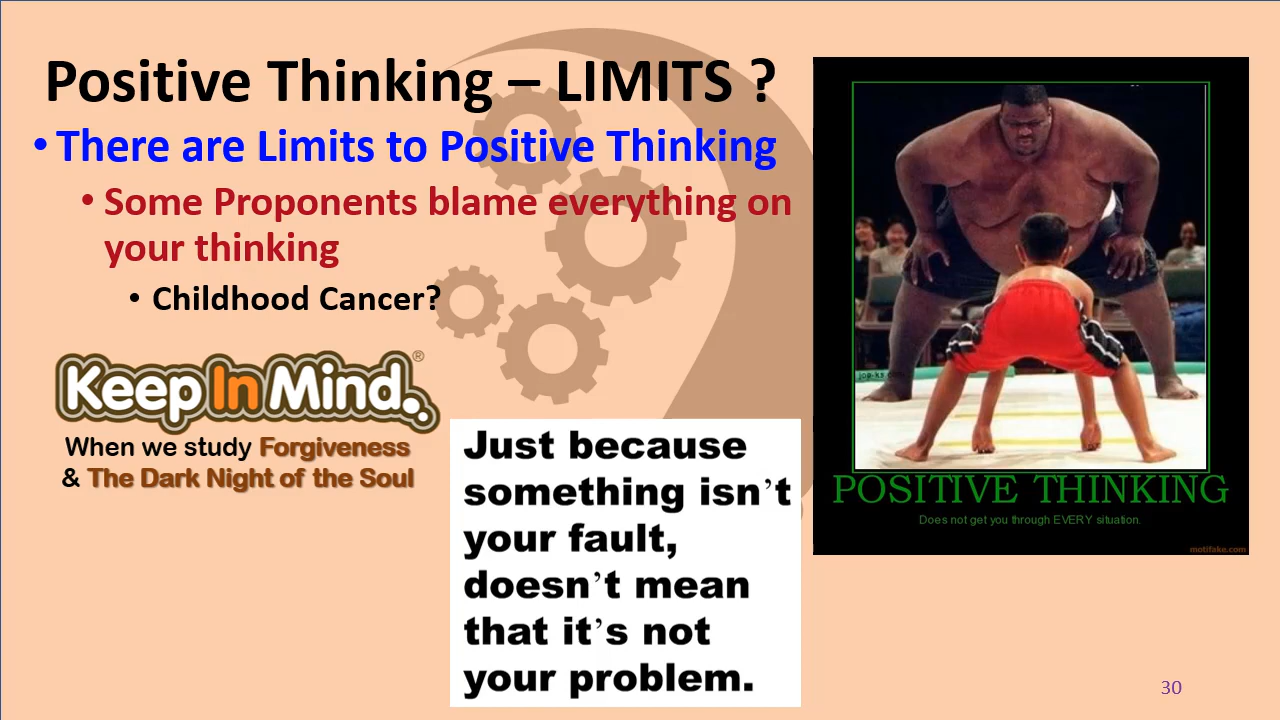 Positive Thinking – LIMITS ?
• There are Limits to Positive Thinking
• Some Proponents blame everything on
your thinking
• Childhood Cancer?
Keep In Mind.®
When we study Forgiveness
& The Dark Night of the Soul
Just because
something isn’t
your fault,
doesn’t mean
that it’s not
your problem.
POSITIVE THINKING
Does not get you through EVERY situation.
motifake.com
30